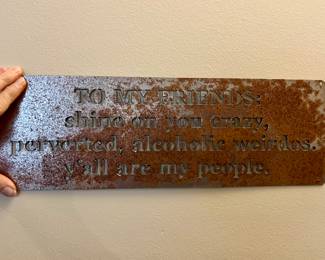 TO MY FRIENDS:
shine on you crazy,
perverted, alcoholic weirdos.
y'all are my people.